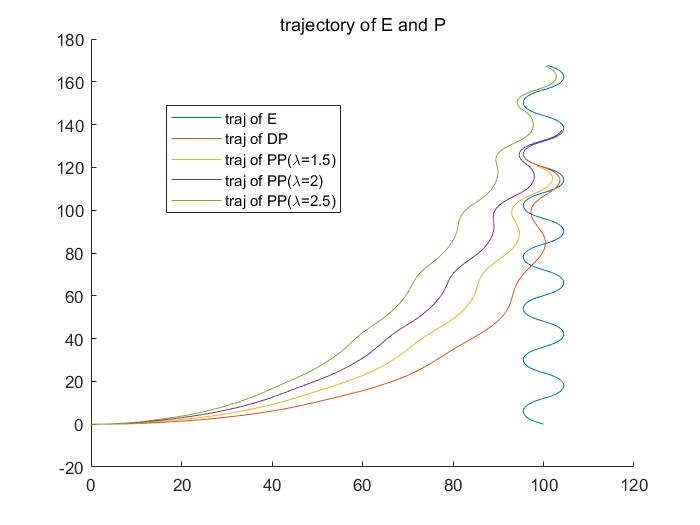 trajectory of E and P
180
160
140
120
100
80
60
40
20
0
-20
traj of E
traj of DP
traj of PP(λ=1.5)
traj of PP(λ=2)
traj of PP(λ=2.5)
0 20 40 60 80 100 120